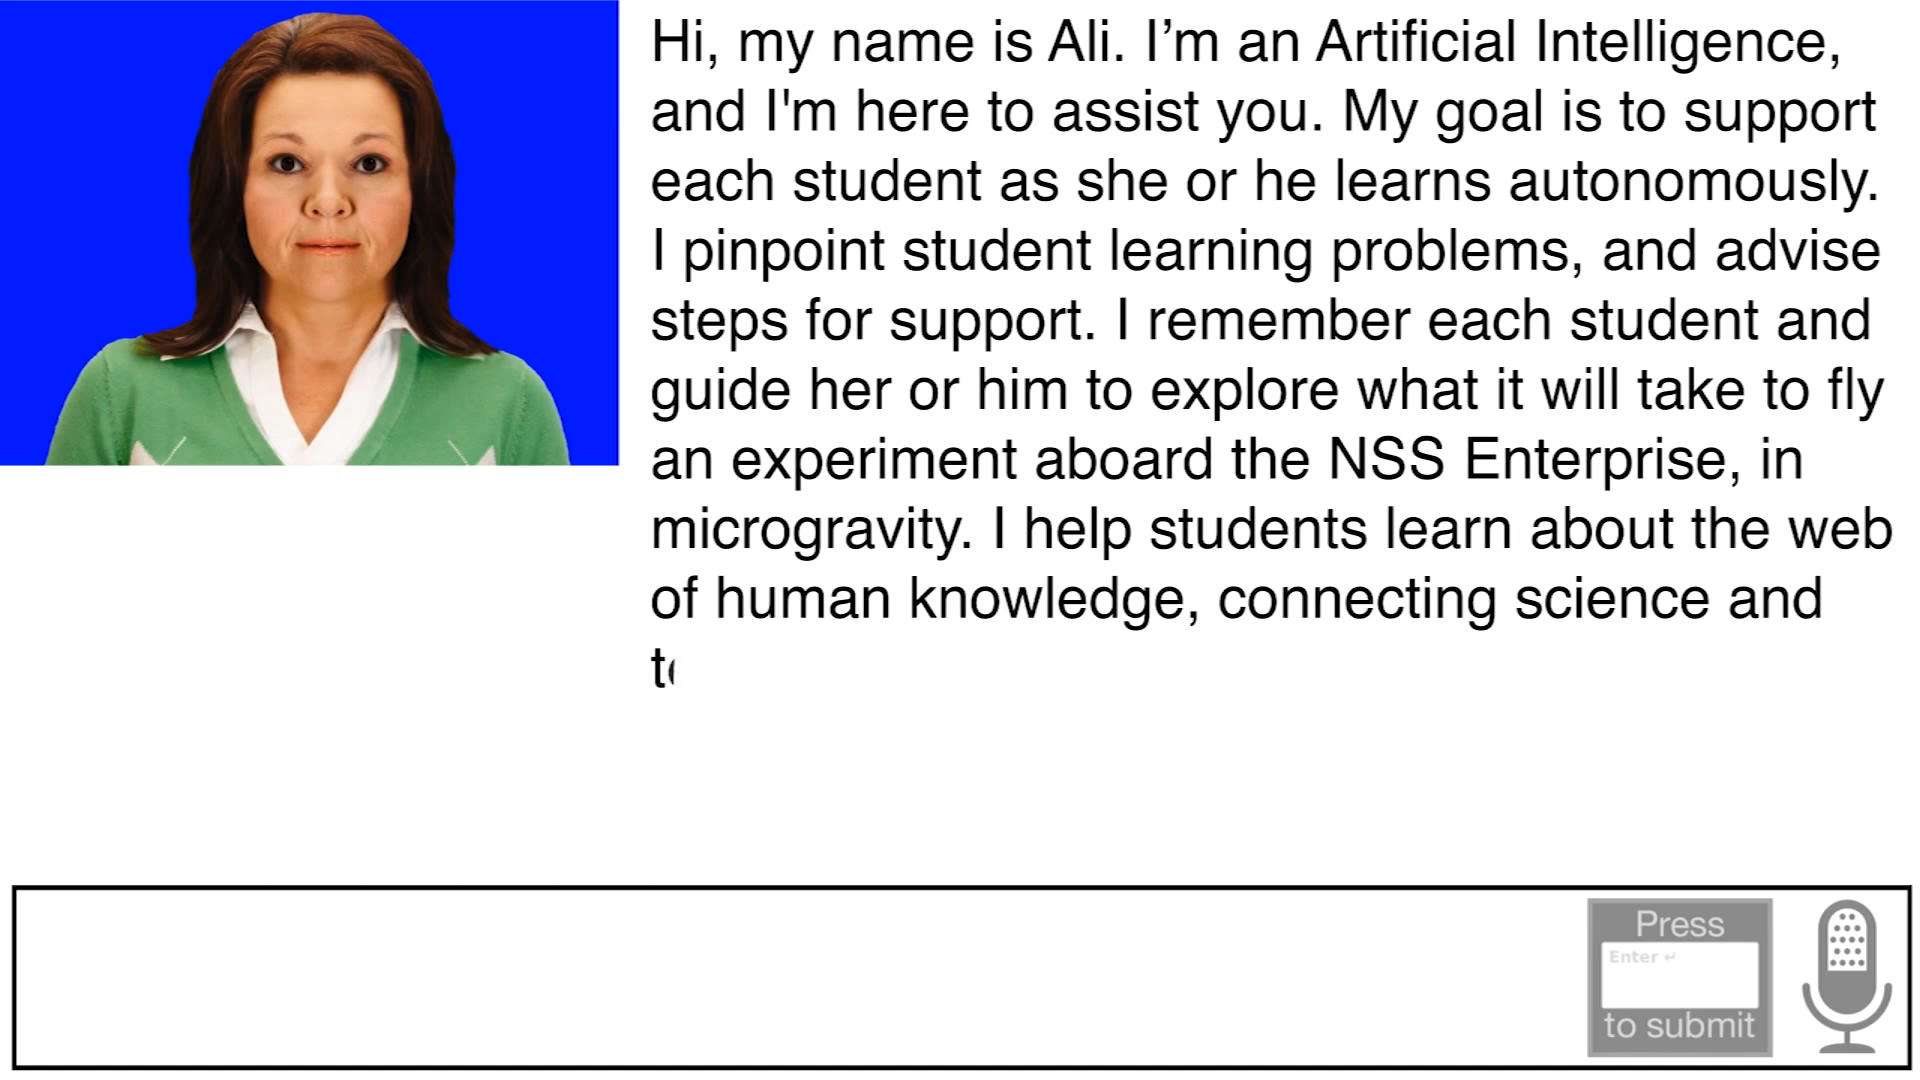 Hi, my name is Ali. I’m an Artificial Intelligence,
and I'm here to assist you. My goal is to support
each student as she or he learns autonomously.
I pinpoint student learning problems, and advise
steps for support. I remember each student and
guide her or him to explore what it will take to fly
an experiment aboard the NSS Enterprise, in
microgravity. I help students learn about the web
of human knowledge, connecting science and
Press
Enter ↵
to submit